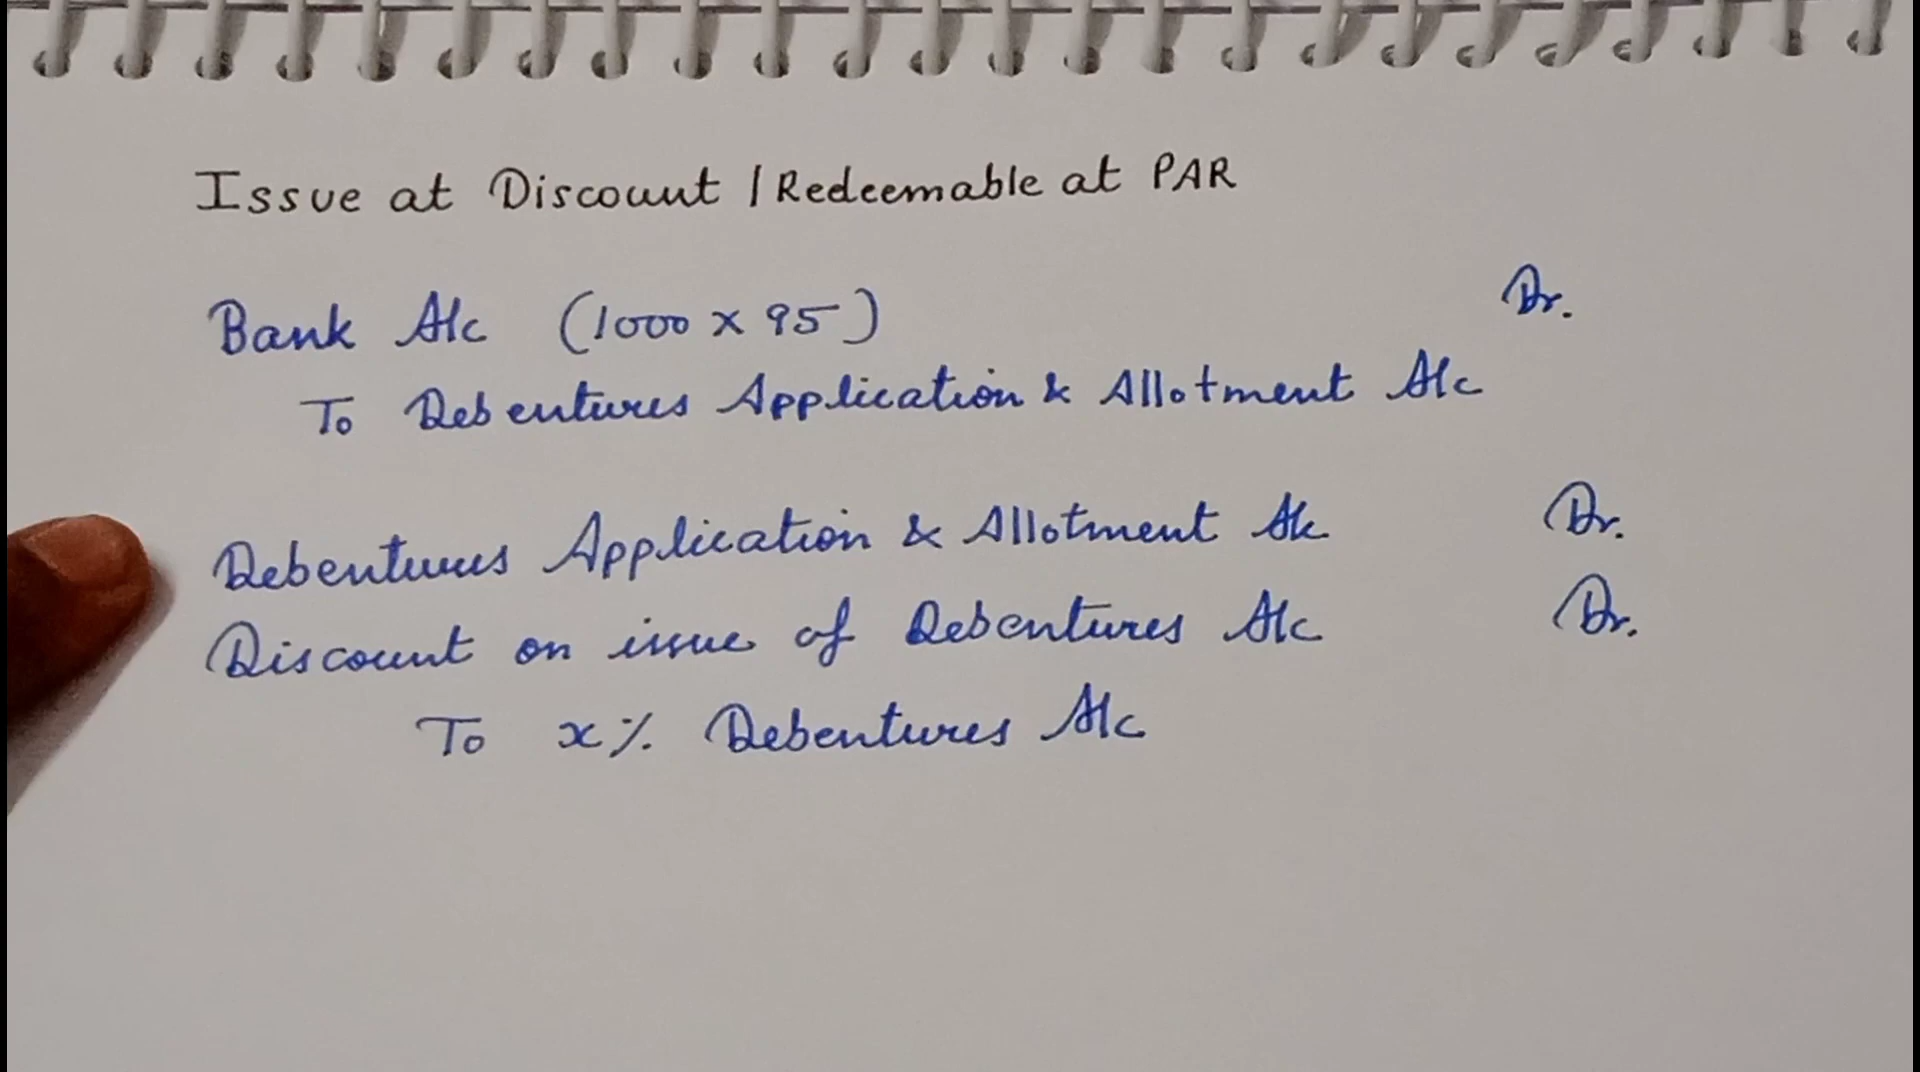 Issue at Discount / Redeemable at PAR
Bank A/c (1000 x 95) Dr.
To Debentures Application & Allotment A/c
Debentures Application & Allotment A/c Dr.
Discount on issue of Debentures A/c Dr.
To x% Debentures A/c